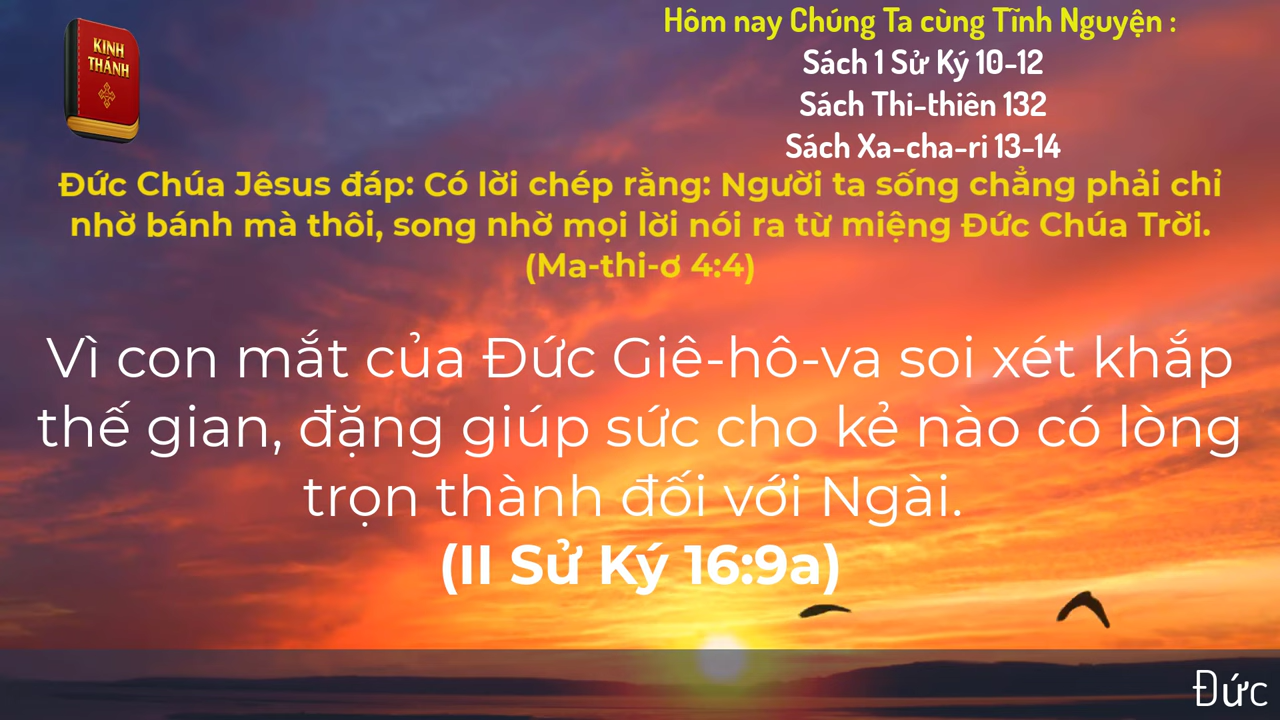 KINH
THÁNH
Hôm nay Chúng Ta cùng Tĩnh Nguyện :
Sách 1 Sử Ký 10-12
Sách Thi-thiên 132
Sách Xa-cha-ri 13-14
Đức Chúa Jêsus đáp: Có lời chép rằng: Người ta sống chẳng phải chỉ
nhờ bánh mà thôi, song nhờ mọi lời nói ra từ miệng Đức Chúa Trời.
(Ma-thi-ơ 4:4)
Vì con mắt của Đức Giê-hô-va soi xét khắp
thế gian, đặng giúp sức cho kẻ nào có lòng
trọn thành đối với Ngài.
(II Sử Ký 16:9a)
Đức